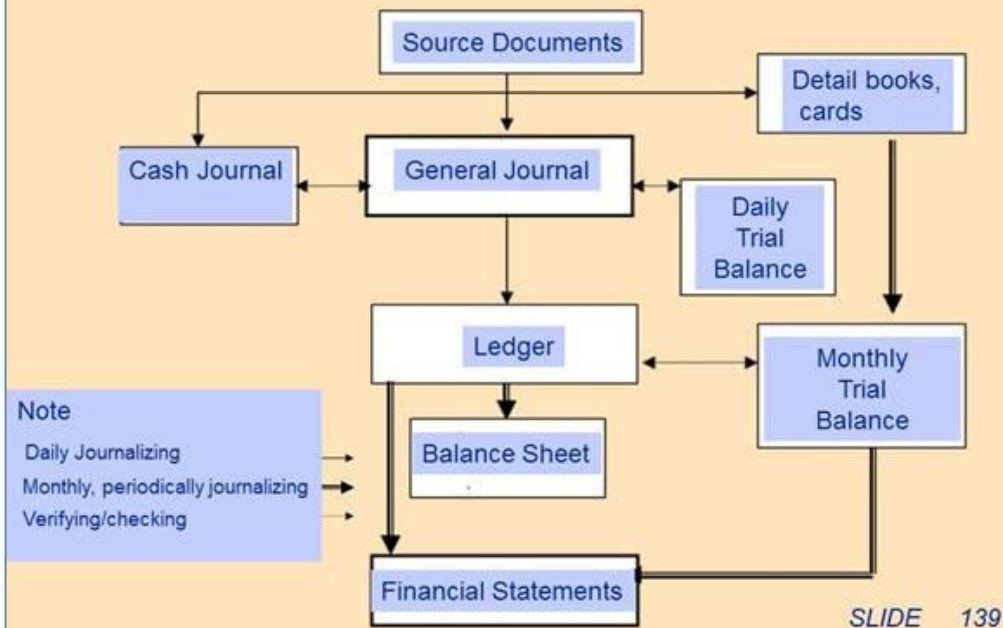 Source Documents
Detail books,
cards
Cash Journal
General Journal
Daily
Trial
Balance
Ledger
Monthly
Trial
Balance
Balance Sheet
Note
Daily Journalizing
Monthly, periodically journalizing
Verifying/checking
Financial Statements
SLIDE 139